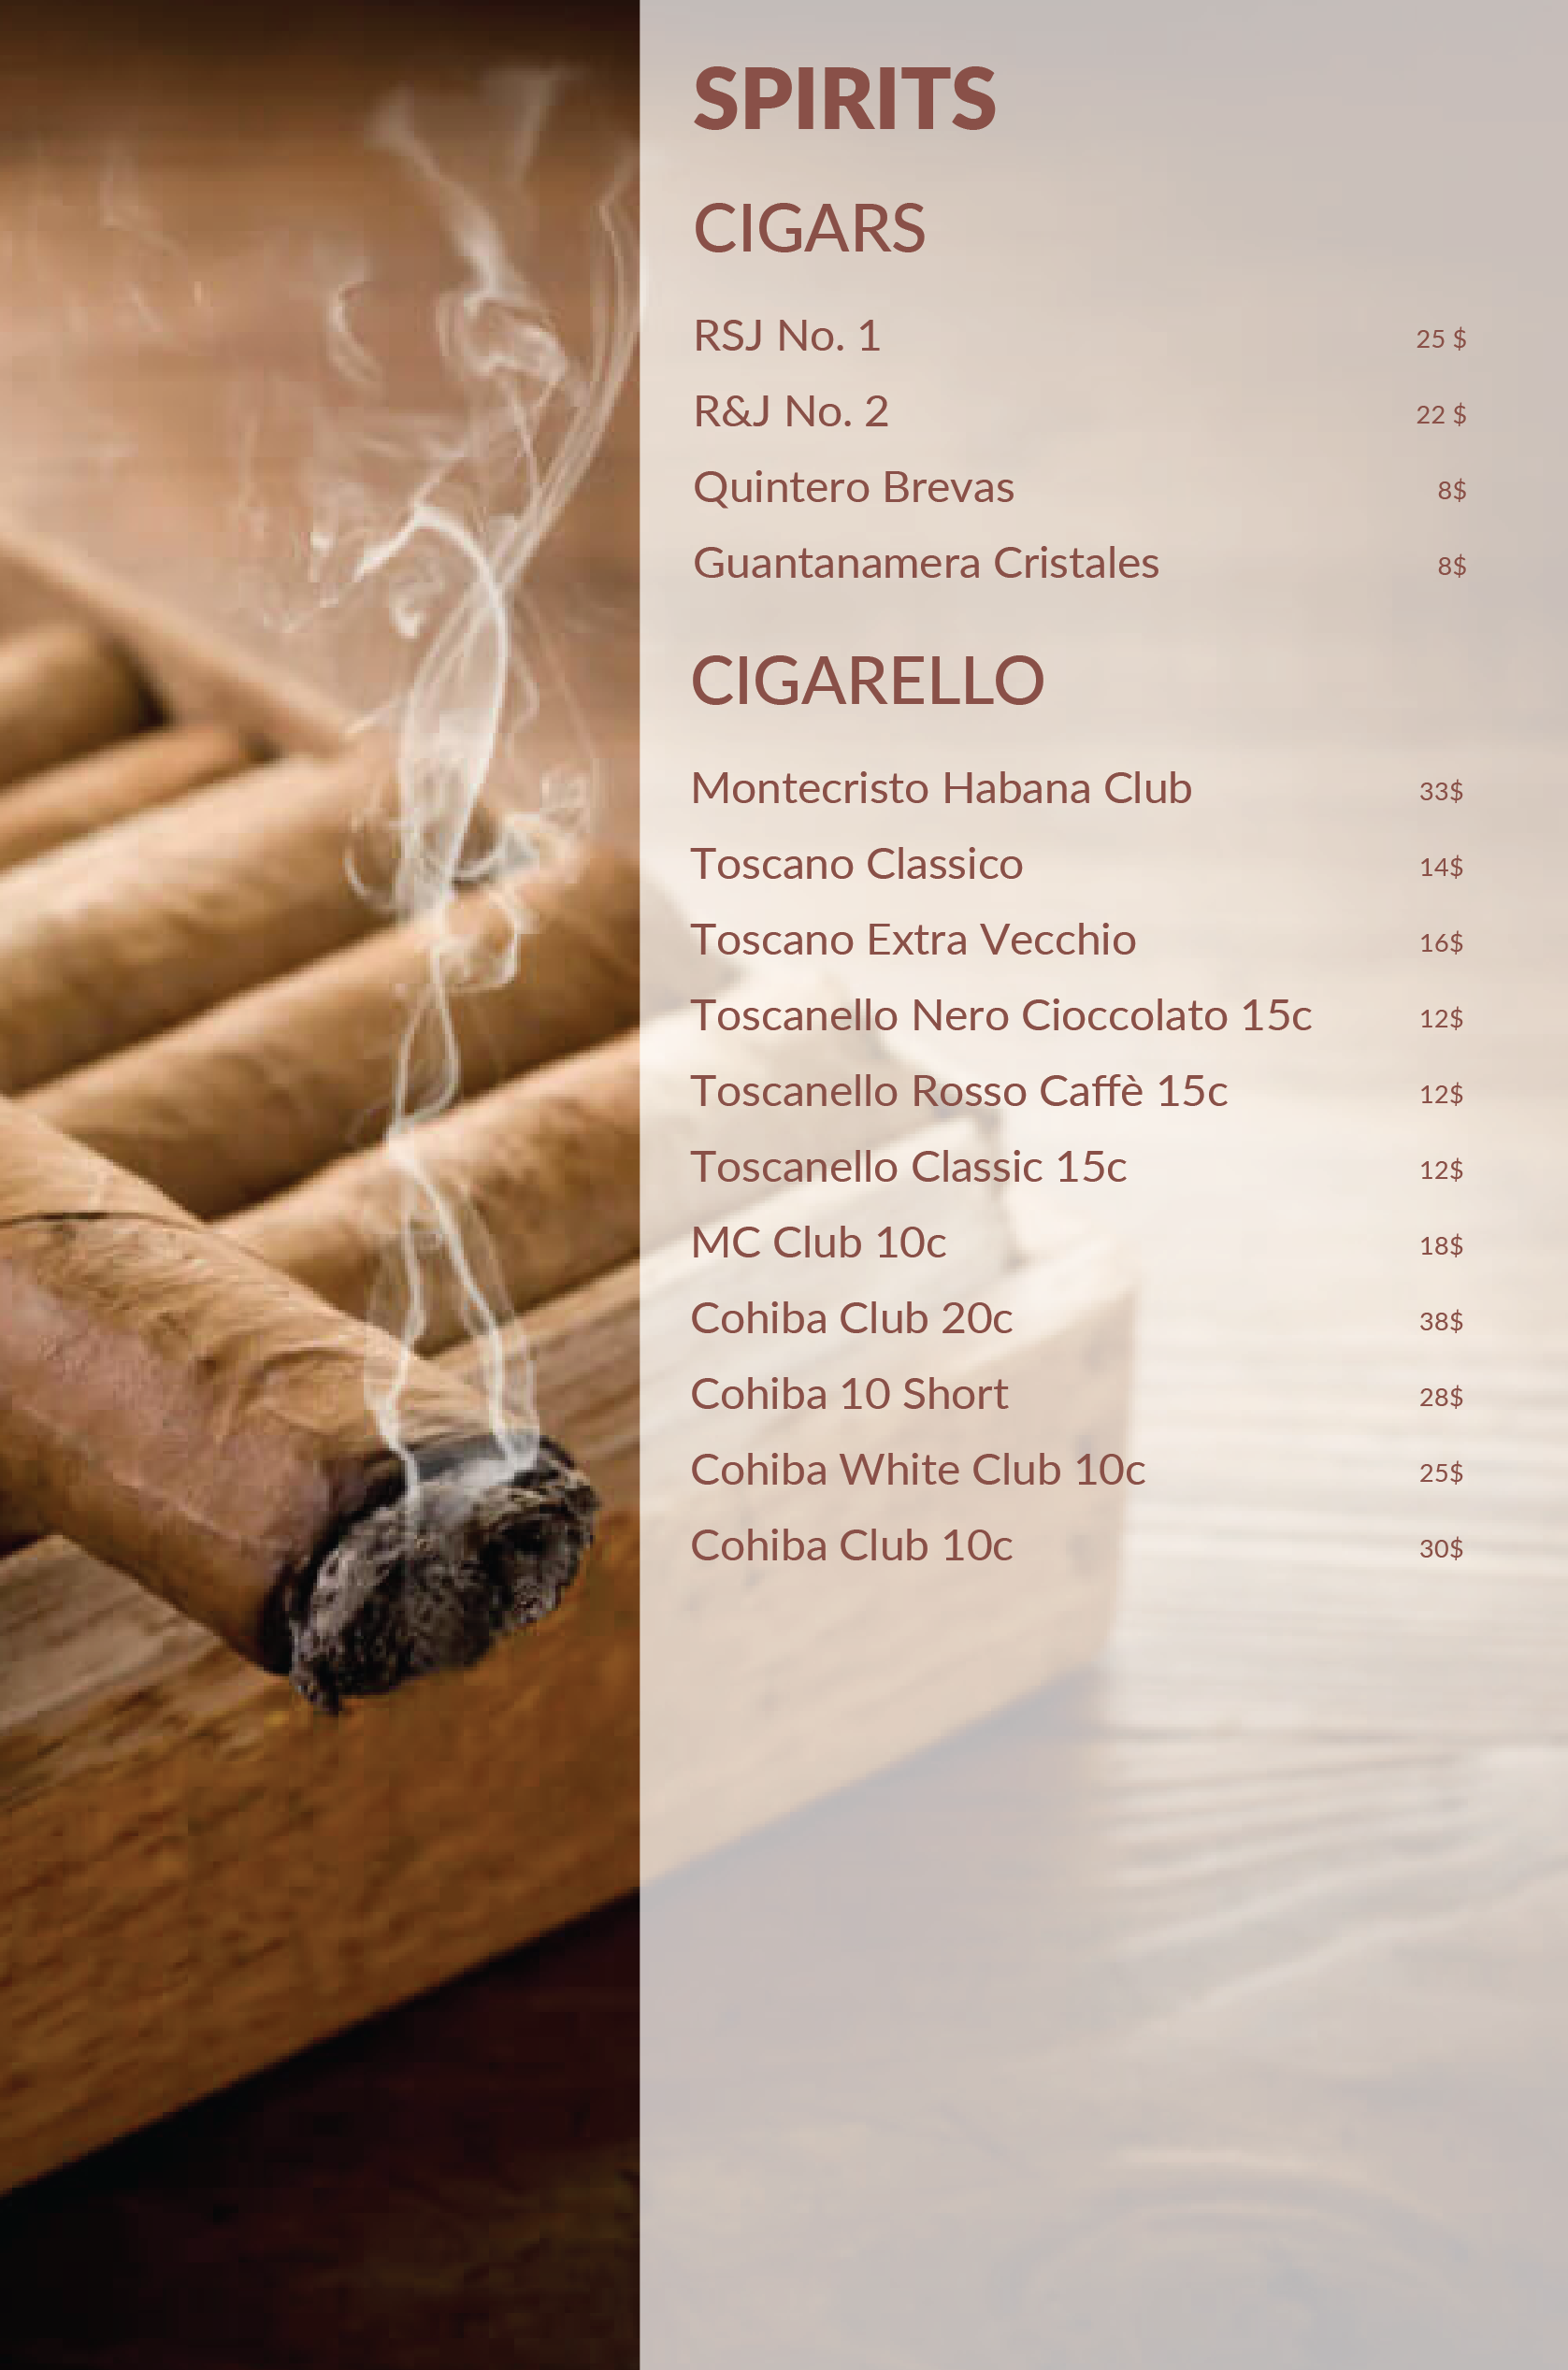 SPIRITS
CIGARS
RSJ No. 1 25 $
R&J No. 2 22 $
Quintero Brevas 8$
Guantanamera Cristales 8$
CIGARELLO
Montecristo Habana Club 33$
Toscano Classico 14$
Toscano Extra Vecchio 16$
Toscanello Nero Cioccolato 15c 12$
Toscanello Rosso Caffè 15c 12$
Toscanello Classic 15c 12$
MC Club 10c 18$
Cohiba Club 20c 38$
Cohiba 10 Short 28$
Cohiba White Club 10c 25$
Cohiba Club 10c 30$